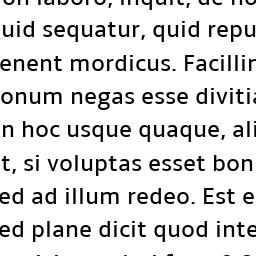 on laboro, inquit, de no
uid sequatur, quid repu
enent mordicus. Facillin
onum negas esse divitia
n hoc usque quaque, ali
t, si voluptas esset bon
ed ad illum redeo. Est e
ed plane dicit quod inte